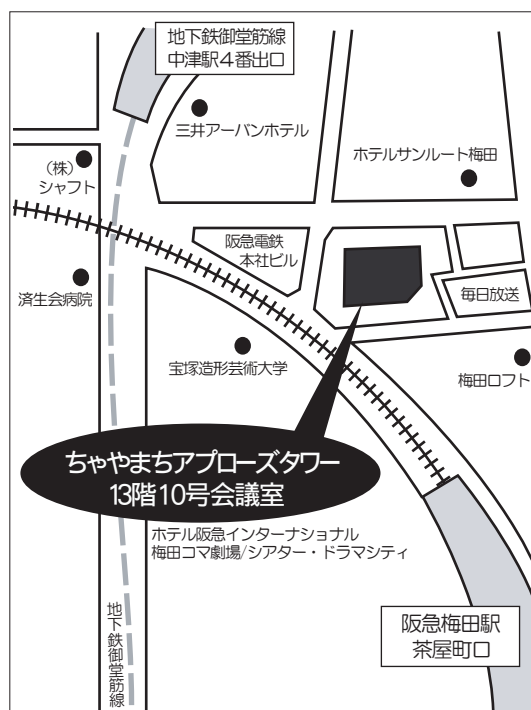 地下鉄御堂筋線
中津駅4番出口
三井アーバンホテル
ホテルサンルート梅田
(株)
シャフト
阪急電鉄
本社ビル
毎日放送
済生会病院
宝塚造形芸術大学
梅田ロフト
ちゃやまちアプローズタワー
13階10号会議室
ホテル阪急インターナショナル
梅田コマ劇場/シアター・ドラマシティ
地下鉄御堂筋線
阪急梅田駅
茶屋町口